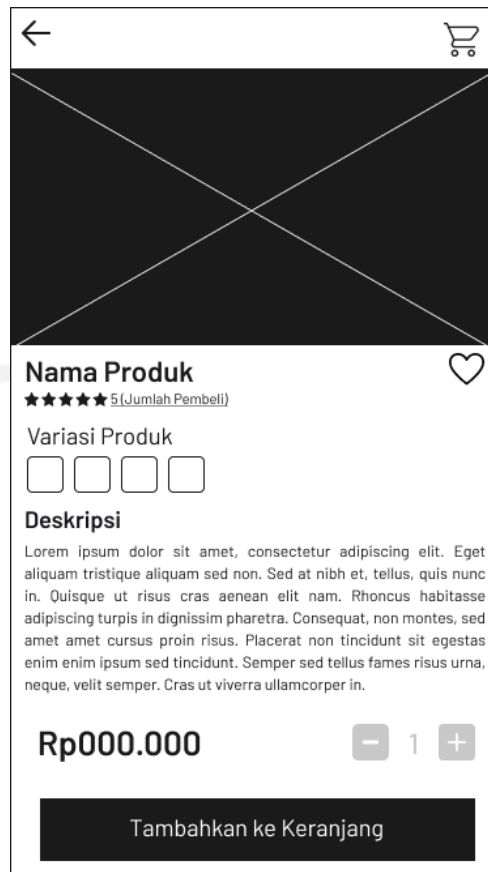 Nama Produk
★★★★★ 5 (Jumlah Pembeli)
Variasi Produk
Deskripsi
Lorem ipsum dolor sit amet, consectetur adipiscing elit. Eget
aliquam tristique aliquam sed non. Sed at nibh et, tellus, quis nunc
in. Quisque ut risus cras aenean elit nam. Rhoncus habitasse
adipiscing turpis in dignissim pharetra. Consequat, non montes, sed
amet amet cursus proin risus. Placerat non tincidunt sit egestas
enim enim ipsum sed tincidunt. Semper sed tellus fames risus urna,
neque, velit semper. Cras ut viverra ullamcorper in.
Rp000.000 − 1 +
Tambahkan ke Keranjang